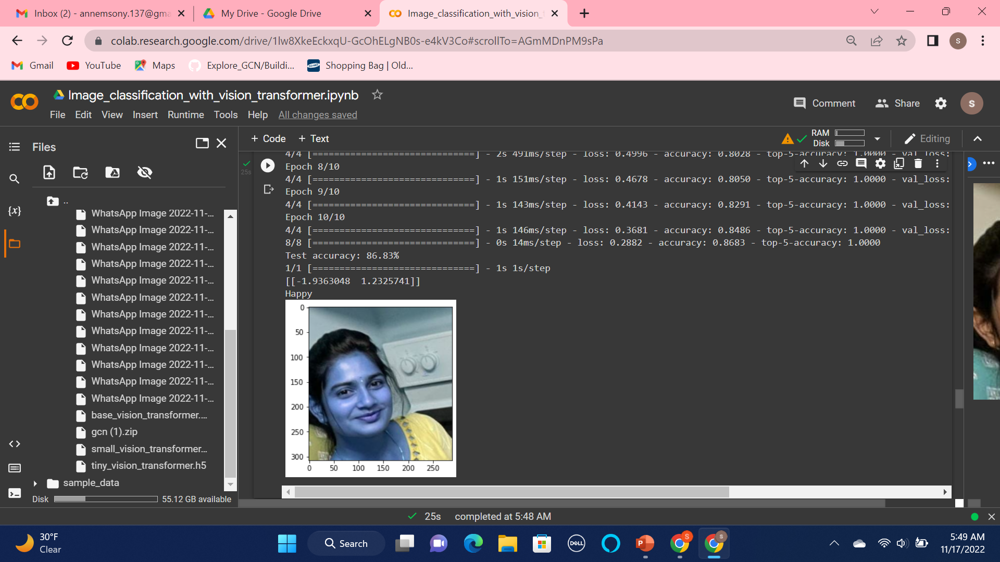 Inbox (2) - annemsony.137@gma
My Drive - Google Drive
Image_classification_with_vision_
colab.research.google.com/drive/1lw8XkeEckxqU-GcOhELgNB0s-e4kV3Co#scrollTo=AGmMDnPM9sPa
S
Gmail
YouTube
Maps
Explore_GCN/Buildi...
Shopping Bag | Old...
Image_classification_with_vision_transformer.ipynb
File Edit View Insert Runtime Tools Help All changes saved
Comment
Share
S
Files
+ Code + Text
RAM
Disk
Editing
..
WhatsApp Image 2022-11-...
WhatsApp Image 2022-11-...
WhatsApp Image 2022-11-...
WhatsApp Image 2022-11-...
WhatsApp Image 2022-11-...
WhatsApp Image 2022-11-...
WhatsApp Image 2022-11-...
WhatsApp Image 2022-11-...
WhatsApp Image 2022-11-...
WhatsApp Image 2022-11-...
WhatsApp Image 2022-11-...
WhatsApp Image 2022-11-...
base_vision_transformer....
gcn (1).zip
small_vision_transformer...
tiny_vision_transformer.h5
sample_data
Disk 55.12 GB available
{x}
25s
4/4 [==============================] - 2s 491ms/step - loss: 0.4996 - accuracy: 0.8028 - top-5-accuracy: 1.0000 - val_loss:
Epoch 8/10
4/4 [==============================] - 1s 151ms/step - loss: 0.4678 - accuracy: 0.8050 - top-5-accuracy: 1.0000 - val_loss:
Epoch 9/10
4/4 [==============================] - 1s 143ms/step - loss: 0.4143 - accuracy: 0.8291 - top-5-accuracy: 1.0000 - val_loss:
Epoch 10/10
4/4 [==============================] - 1s 146ms/step - loss: 0.3681 - accuracy: 0.8486 - top-5-accuracy: 1.0000 - val_loss:
8/8 [==============================] - 0s 14ms/step - loss: 0.2882 - accuracy: 0.8683 - top-5-accuracy: 1.0000
Test accuracy: 86.83%
1/1 [==============================] - 1s 1s/step
[[-1.9363048  1.2325741]]
Happy
0
50
100
150
200
250
300
0 50 100 150 200 250
25s completed at 5:48 AM
30°F
Clear
Search
DELL
P
S
S
5:49 AM
11/17/2022